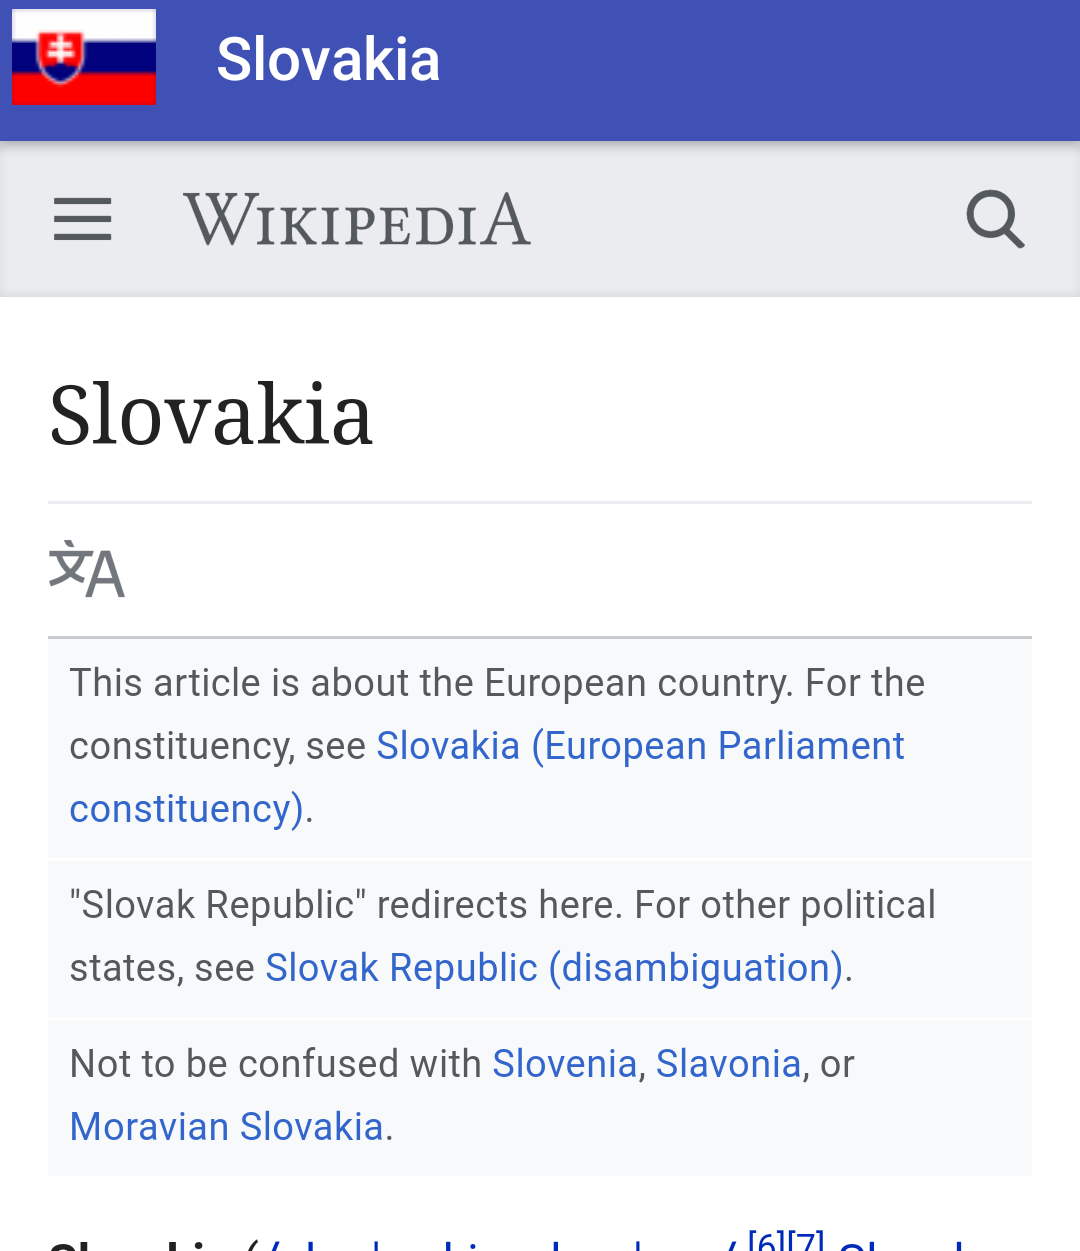 Slovakia
WIKIPEDIA
Slovakia
文A
This article is about the European country. For the
constituency, see Slovakia (European Parliament
constituency).
"Slovak Republic" redirects here. For other political
states, see Slovak Republic (disambiguation).
Not to be confused with Slovenia, Slavonia, or
Moravian Slovakia.
[6][7]